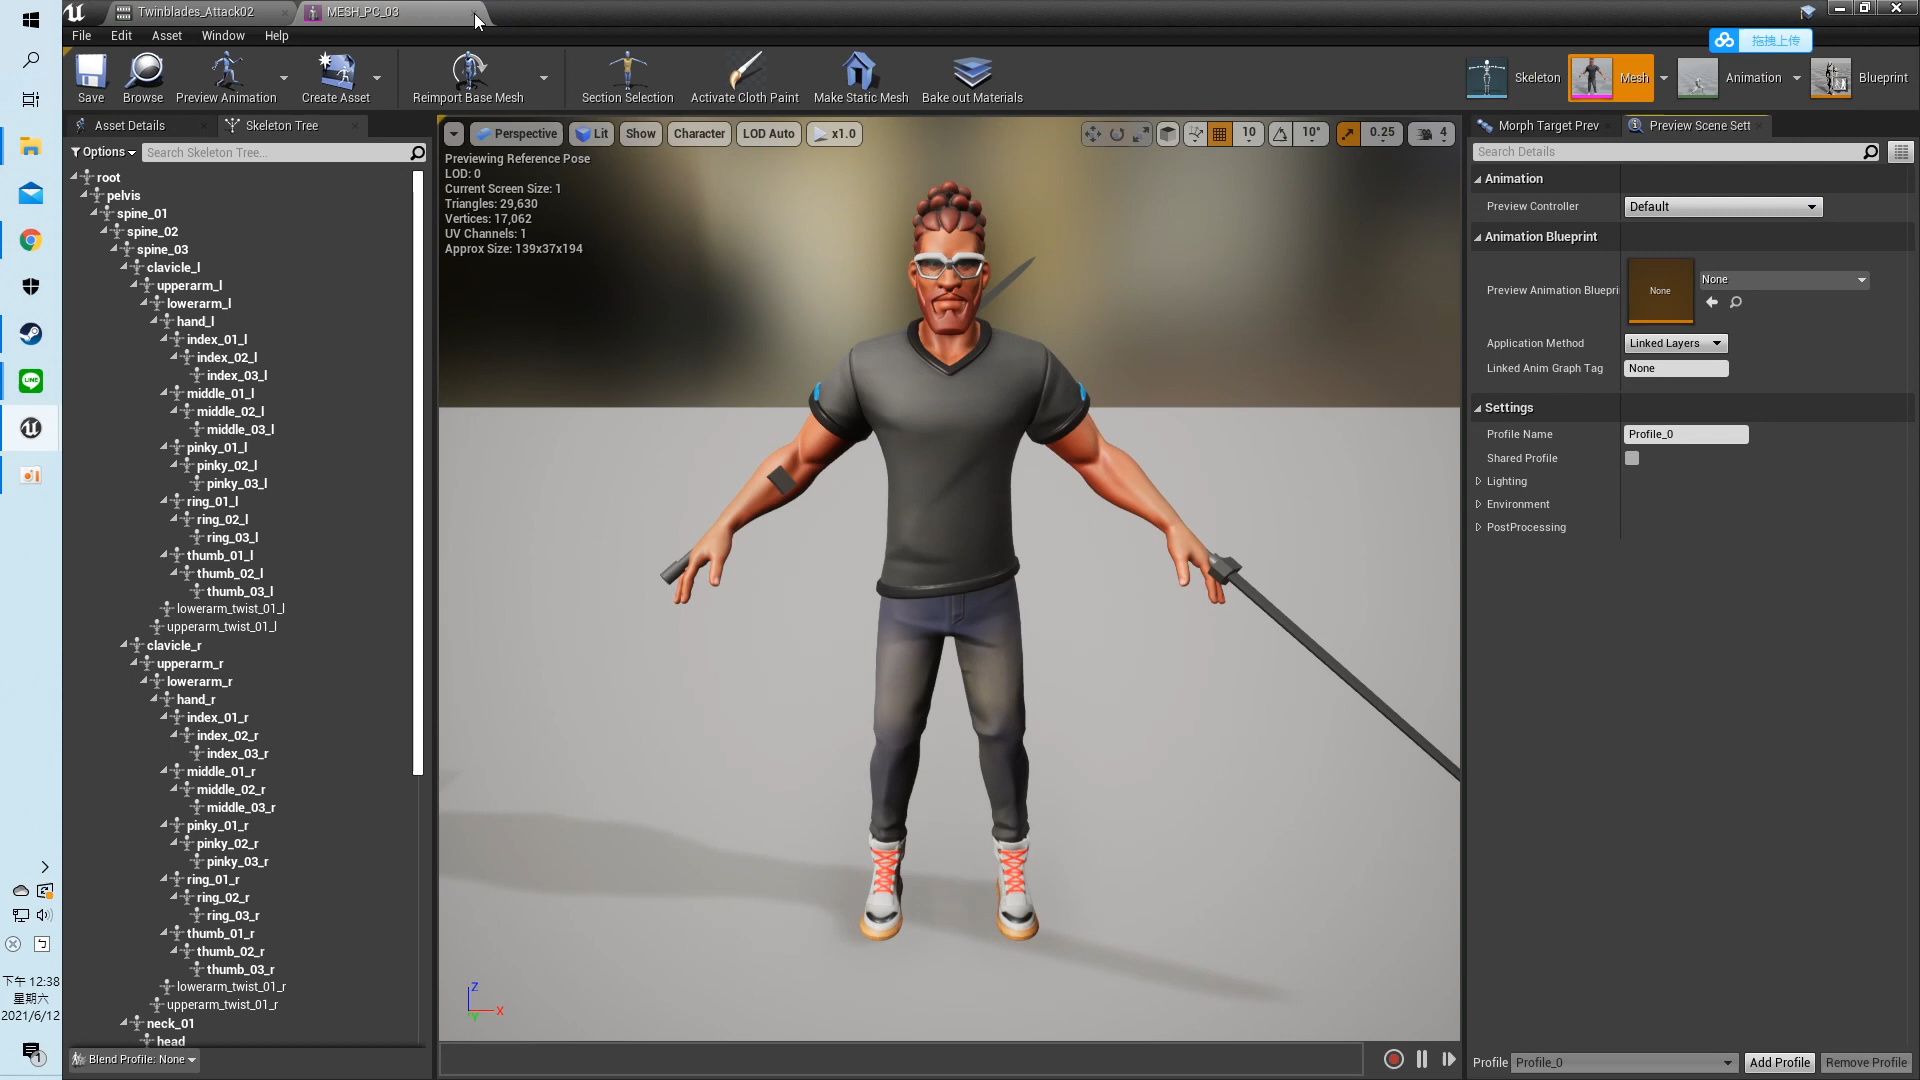 Twinblades_Attack02
MESH_PC_03
File Edit Asset Window Help
拖拽上传
Save Browse Preview Animation Create Asset Reimport Base Mesh Section Selection Activate Cloth Paint Make Static Mesh Bake out Materials
Skeleton Mesh Animation Blueprint
Asset Details Skeleton Tree
Options Search Skeleton Tree...
root
pelvis
spine_01
spine_02
spine_03
clavicle_l
upperarm_l
lowerarm_l
hand_l
index_01_l
index_02_l
index_03_l
middle_01_l
middle_02_l
middle_03_l
pinky_01_l
pinky_02_l
pinky_03_l
ring_01_l
ring_02_l
ring_03_l
thumb_01_l
thumb_02_l
thumb_03_l
lowerarm_twist_01_l
upperarm_twist_01_l
clavicle_r
upperarm_r
lowerarm_r
hand_r
index_01_r
index_02_r
index_03_r
middle_01_r
middle_02_r
middle_03_r
pinky_01_r
pinky_02_r
pinky_03_r
ring_01_r
ring_02_r
ring_03_r
thumb_01_r
thumb_02_r
thumb_03_r
lowerarm_twist_01_r
upperarm_twist_01_r
neck_01
head
Blend Profile: None
Perspective Lit Show Character LOD Auto x1.0
10 10° 0.25 4
Previewing Reference Pose
LOD: 0
Current Screen Size: 1
Triangles: 29,630
Vertices: 17,062
UV Channels: 1
Approx Size: 139x37x194
Z
X
Y
Morph Target Prev Preview Scene Sett
Search Details
Animation
Preview Controller Default
Animation Blueprint
Preview Animation Bluepri None None
Application Method Linked Layers
Linked Anim Graph Tag None
Settings
Profile Name Profile_0
Shared Profile
Lighting
Environment
PostProcessing
Profile Profile_0 Add Profile Remove Profile
LINE
下午 12:38
星期六
2021/6/12
1